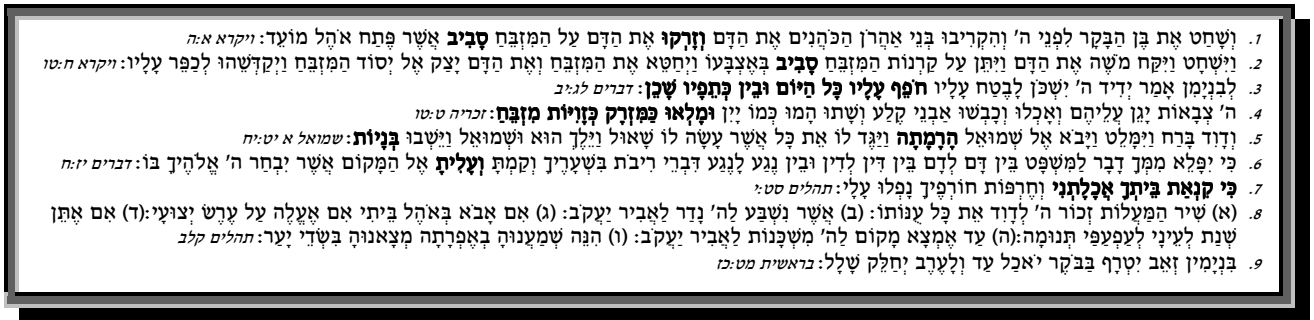 1. וְשָׁחַט אֶת בֶּן הַבָּקָר לִפְנֵי ה' וְהִקְרִיבוּ בְּנֵי אַהֲרֹן הַכֹּהֲנִים אֶת הַדָּם וְזָרְקוּ אֶת הַדָּם עַל הַמִּזְבֵּחַ סָבִיב אֲשֶׁר פֶּתַח אֹהֶל מוֹעֵד: ויקרא א:ה
2. וַיִּשְׁחָט וַיִּקַּח מֹשֶׁה אֶת הַדָּם וַיִּתֵּן עַל קַרְנוֹת הַמִּזְבֵּחַ סָבִיב בְּאֶצְבָּעוֹ וַיְחַטֵּא אֶת הַמִּזְבֵּחַ וְאֶת הַדָּם יָצַק אֶל יְסוֹד הַמִּזְבֵּחַ וַיְקַדְּשֵׁהוּ לְכַפֵּר עָלָיו: ויקרא ח:טו
3. לְבִנְיָמִן אָמַר יְדִיד ה' יִשְׁכֹּן לָבֶטַח עָלָיו חֹפֵף עָלָיו כָּל הַיּוֹם וּבֵין כְּתֵפָיו שָׁכֵן: דברים לג:יב
4. ה' צְבָאוֹת יָגֵן עֲלֵיהֶם וְאָכְלוּ וְכָבְשׁוּ אַבְנֵי קֶלַע וְשָׁתוּ הָמוּ כְּמוֹ יָיִן וּמָלְאוּ כַּמִּזְרָק כְּזָוִיּוֹת מִזְבֵּחַ: זכריה ט:טו
5. וְדָוִד בָּרַח וַיִּמָּלֵט וַיָּבֹא אֶל שְׁמוּאֵל הָרָמָתָה וַיַּגֶּד לוֹ אֵת כָּל אֲשֶׁר עָשָׂה לוֹ שָׁאוּל וַיֵּלֶךְ הוּא וּשְׁמוּאֵל וַיֵּשְׁבוּ בְּנָיוֹת: שמואל א יט:יח
6. כִּי יִפָּלֵא מִמְּךָ דָבָר לַמִּשְׁפָּט בֵּין דָּם לְדָם בֵּין דִּין לְדִין וּבֵין נֶגַע לָנֶגַע דִּבְרֵי רִיבֹת בִּשְׁעָרֶיךָ וְקַמְתָּ וְעָלִיתָ אֶל הַמָּקוֹם אֲשֶׁר יִבְחַר ה' אֱלֹהֶיךָ בּוֹ: דברים יז:ח
7. כִּי קִנְאַת בֵּיתְךָ אֲכָלָתְנִי וְחֶרְפּוֹת חוֹרְפֶיךָ נָפְלוּ עָלָי: תהלים סט:י
8. (א) שִׁיר הַמַּעֲלוֹת זְכוֹר ה' לְדָוִד אֵת כָּל עֻנּוֹתוֹ: (ב) אֲשֶׁר נִשְׁבַּע לַה' נָדַר לַאֲבִיר יַעֲקֹב: (ג) אִם אָבֹא בְּאֹהֶל בֵּיתִי אִם אֶעֱלֶה עַל עֶרֶשׂ יְצוּעָי:(ד) אִם אֶתֵּן
שְׁנַת לְעֵינָי לְעַפְעַפַּי תְּנוּמָה:(ה) עַד אֶמְצָא מָקוֹם לַה' מִשְׁכָּנוֹת לַאֲבִיר יַעֲקֹב: (ו) הִנֵּה שְׁמַעֲנוּהָ בְאֶפְרָתָה מְצָאנוּהָ בִּשְׂדֵי יָעַר: תהלים קלב
9. בִּנְיָמִין זְאֵב יִטְרָף בַּבֹּקֶר יֹאכַל עַד וְלָעֶרֶב יְחַלֵּק שָׁלָל: בראשית מט:כז